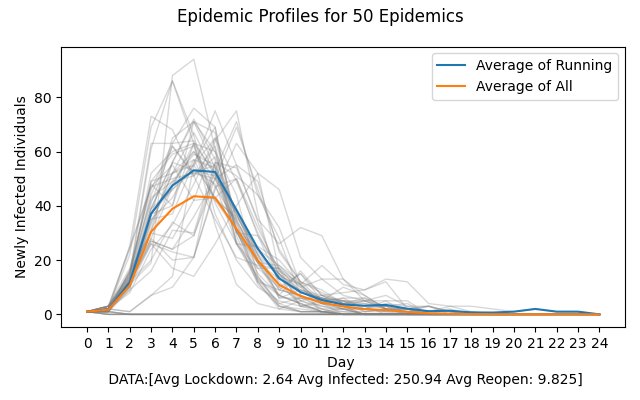 Epidemic Profiles for 50 Epidemics
Average of Running
Average of All
Newly Infected Individuals
80
60
40
20
0
0 1 2 3 4 5 6 7 8 9 10 11 12 13 14 15 16 17 18 19 20 21 22 23 24
Day
DATA:[Avg Lockdown: 2.64 Avg Infected: 250.94 Avg Reopen: 9.825]